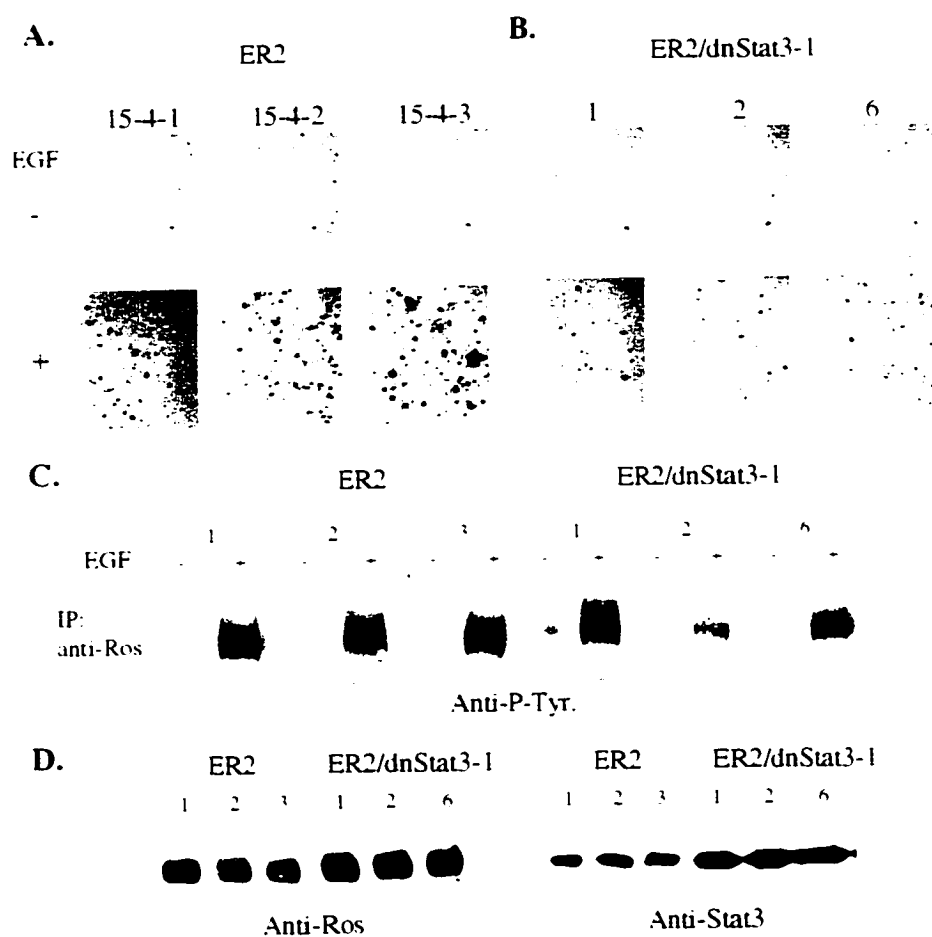 A.
B.
ER2
ER2/dnStat3-1
15-4-1 15-4-2 15-4-3 1 2 6
EGF
-
+
C.
ER2 ER2/dnStat3-1
1 2 3 1 2 6
EGF - + - + - + - + - + - +
IP:
anti-Ros
Anti-P-Tyr.
D.
ER2 ER2/dnStat3-1 ER2 ER2/dnStat3-1
1 2 3 1 2 6 1 2 3 1 2 6
Anti-Ros Anti-Stat3